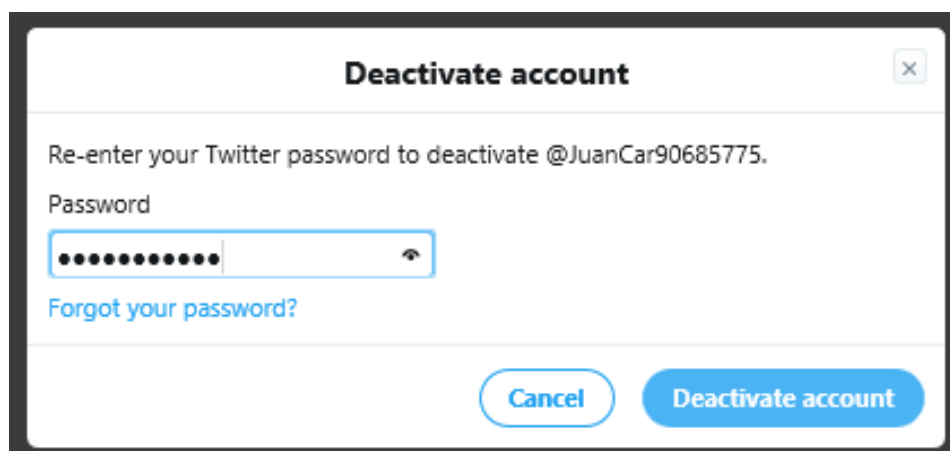 Deactivate account
Re-enter your Twitter password to deactivate @JuanCar90685775.
Password
•••••••••••
Forgot your password?
Cancel
Deactivate account